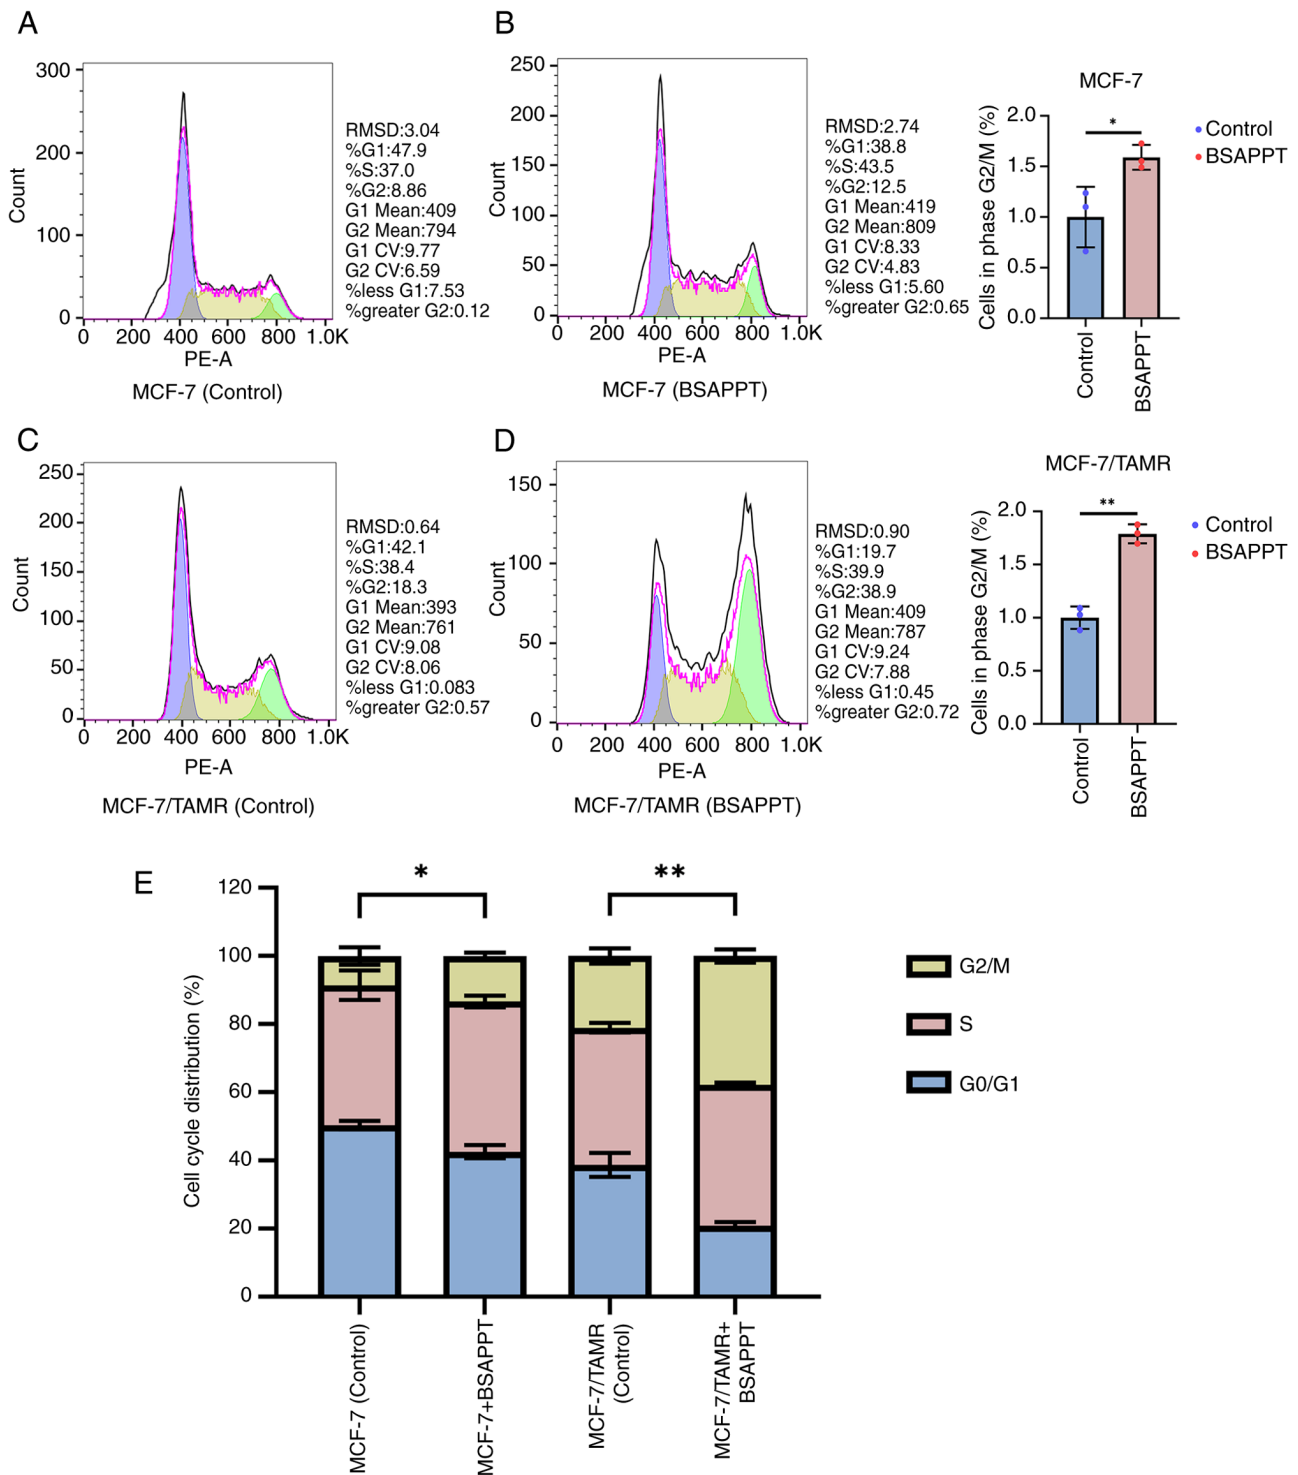 A
300
200
100
0
Count
0 200 400 600 800 1.0K
PE-A
MCF-7 (Control)
RMSD:3.04
%G1:47.9
%S:37.0
%G2:8.86
G1 Mean:409
G2 Mean:794
G1 CV:9.77
G2 CV:6.59
%less G1:7.53
%greater G2:0.12
B
250
200
150
100
50
0
Count
0 200 400 600 800 1.0K
PE-A
MCF-7 (BSAPPT)
RMSD:2.74
%G1:38.8
%S:43.5
%G2:12.5
G1 Mean:419
G2 Mean:809
G1 CV:8.33
G2 CV:4.83
%less G1:5.60
%greater G2:0.65
MCF-7
Cells in phase G2/M (%)
2.0
1.5
1.0
0.5
0.0
*
Control
BSAPPT
Control
BSAPPT
C
250
200
150
100
50
0
Count
0 200 400 600 800 1.0K
PE-A
MCF-7/TAMR (Control)
RMSD:0.64
%G1:42.1
%S:38.4
%G2:18.3
G1 Mean:393
G2 Mean:761
G1 CV:9.08
G2 CV:8.06
%less G1:0.083
%greater G2:0.57
D
150
100
50
0
Count
0 200 400 600 800 1.0K
PE-A
MCF-7/TAMR (BSAPPT)
RMSD:0.90
%G1:19.7
%S:39.9
%G2:38.9
G1 Mean:409
G2 Mean:787
G1 CV:9.24
G2 CV:7.88
%less G1:0.45
%greater G2:0.72
MCF-7/TAMR
Cells in phase G2/M (%)
2.0
1.5
1.0
0.5
0.0
**
Control
BSAPPT
Control
BSAPPT
E
Cell cycle distribution (%)
120
100
80
60
40
20
0
*
**
MCF-7 (Control)
MCF-7+BSAPPT
MCF-7/TAMR
(Control)
MCF-7/TAMR+
BSAPPT
G2/M
S
G0/G1